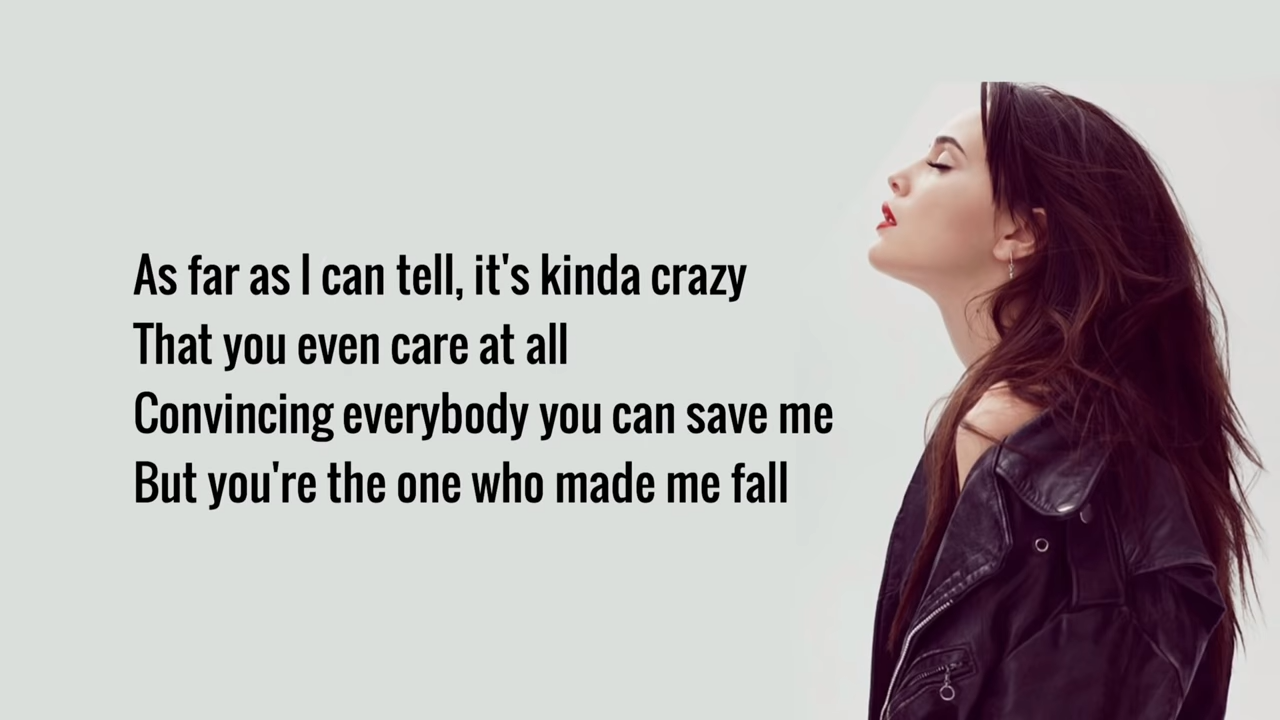 As far as I can tell, it's kinda crazy
That you even care at all
Convincing everybody you can save me
But you're the one who made me fall